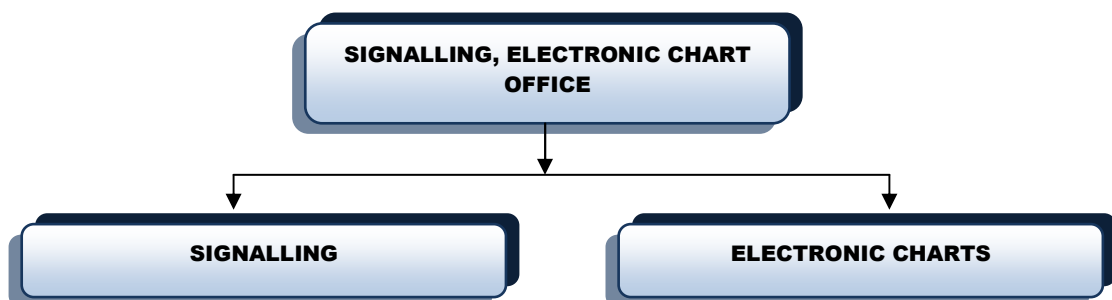 SIGNALLING, ELECTRONIC CHART
OFFICE
SIGNALLING
ELECTRONIC CHARTS